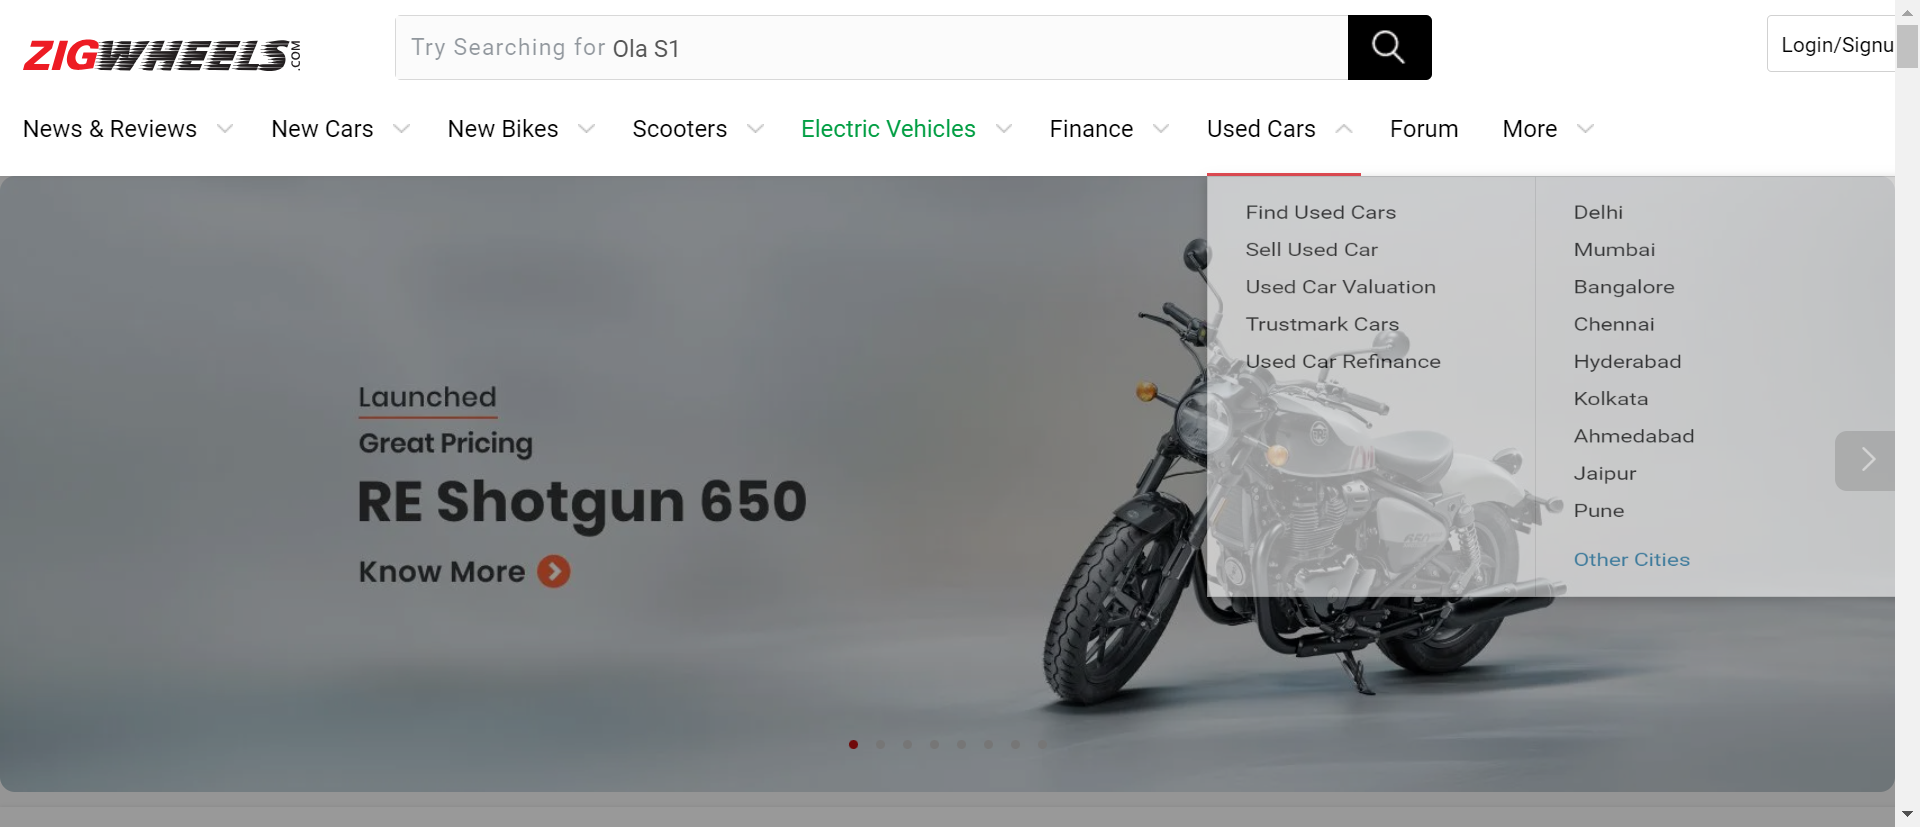 ZIGWHEELS.COM
Try Searching for Ola S1
Login/Signu
News & Reviews
New Cars
New Bikes
Scooters
Electric Vehicles
Finance
Used Cars
Forum
More
Find Used Cars
Sell Used Car
Used Car Valuation
Trustmark Cars
Used Car Refinance
Delhi
Mumbai
Bangalore
Chennai
Hyderabad
Kolkata
Ahmedabad
Jaipur
Pune
Other Cities
Launched
Great Pricing
RE Shotgun 650
Know More